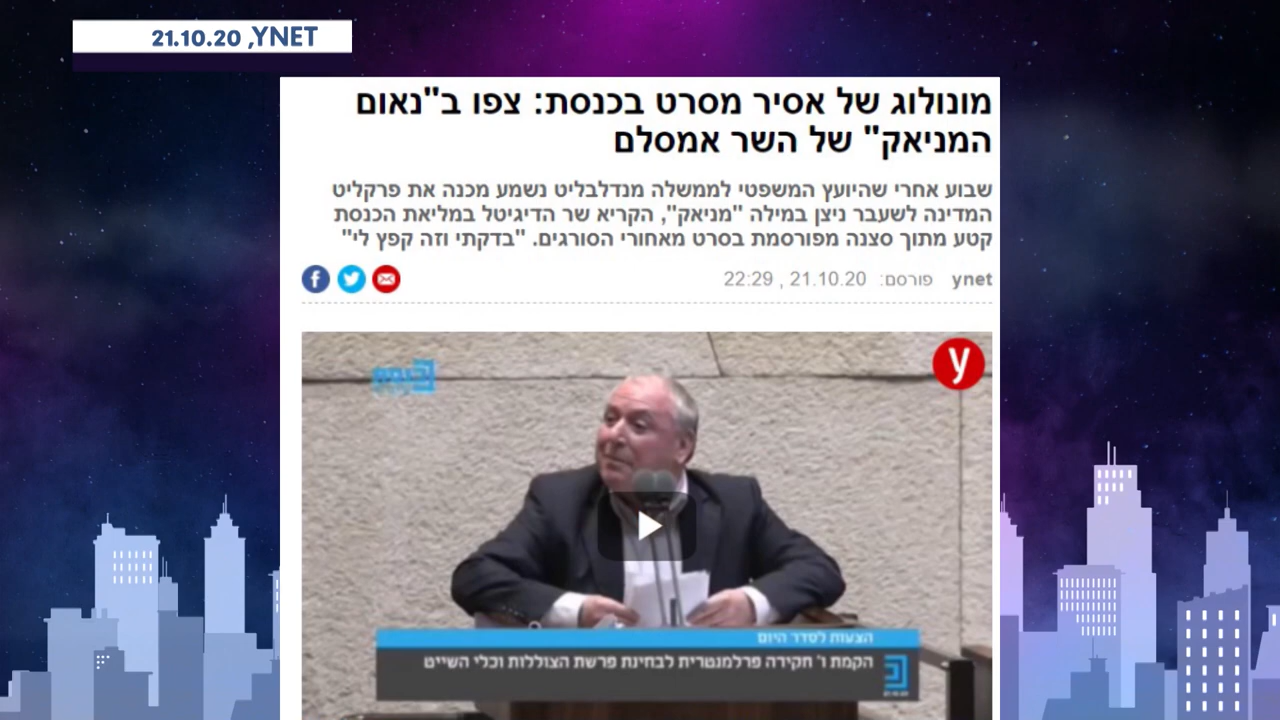 21.10.20 ,YNET
מונולוג של אסיר מסרט בכנסת: צפו ב"נאום
המניאק" של השר אמסלם
שבוע אחרי שהיועץ המשפטי לממשלה מנדלבליט נשמע מכנה את פרקליט
המדינה לשעבר ניצן במילה "מניאק", הקריא שר הדיגיטל במליאת הכנסת
קטע מתוך סצנה מפורסמת בסרט מאחורי הסורגים. "בדקתי וזה קפץ לי"
ynet פורסם: 21.10.20 , 22:29
y
הצעות לסדר היום
הקמת ו' חקירה פרלמנטרית לבחינת פרשת הצוללות וכלי השייט